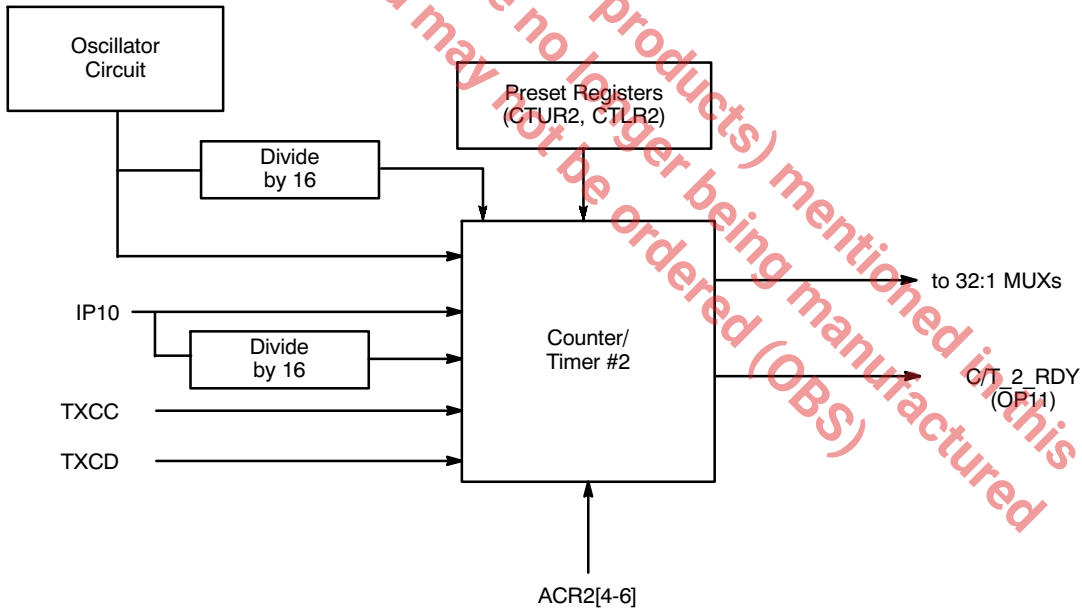 Oscillator
Circuit
Preset Registers
(CTUR2, CTLR2)
Divide
by 16
IP10
Divide
by 16
TXCC
TXCD
Counter/
Timer #2
to 32:1 MUXs
C/T_2_RDY
(OP11)
ACR2[4-6]
products) mentioned in this
e no longer being manufactured
may not be ordered (OBS)